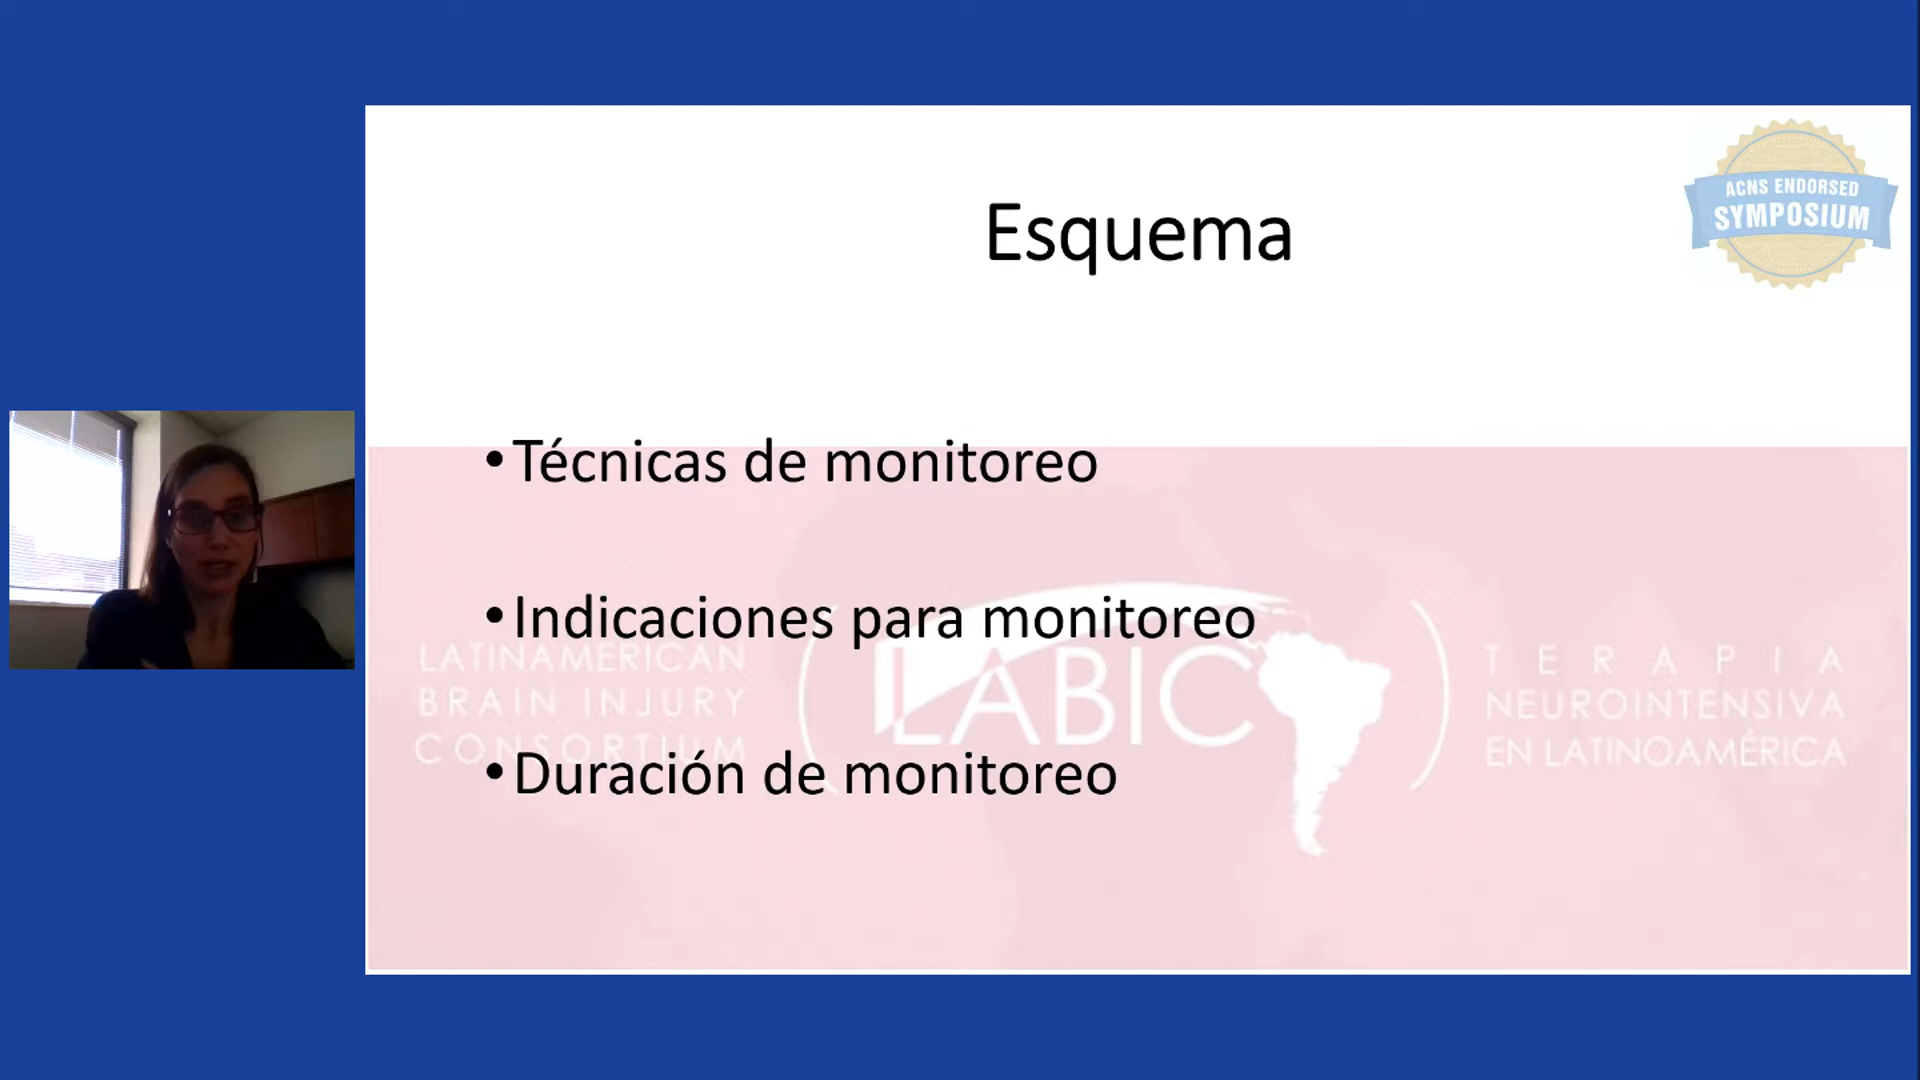 ACNS ENDORSED
SYMPOSIUM
Esquema
•Técnicas de monitoreo
•Indicaciones para monitoreo
•Duración de monitoreo
LATINAMERICAN
BRAIN INJURY
CONSORTIUM
LABIC
TERAPIA
NEUROINTENSIVA
EN LATINOAMÉRICA